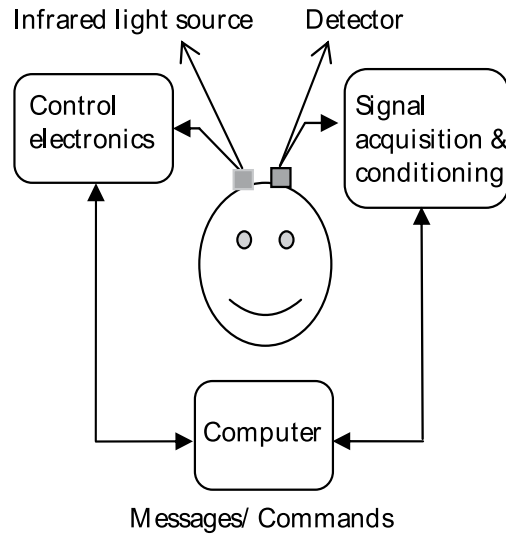 Infrared light source
Detector
Control
electronics
Signal
acquisition &
conditioning
Computer
Messages/ Commands